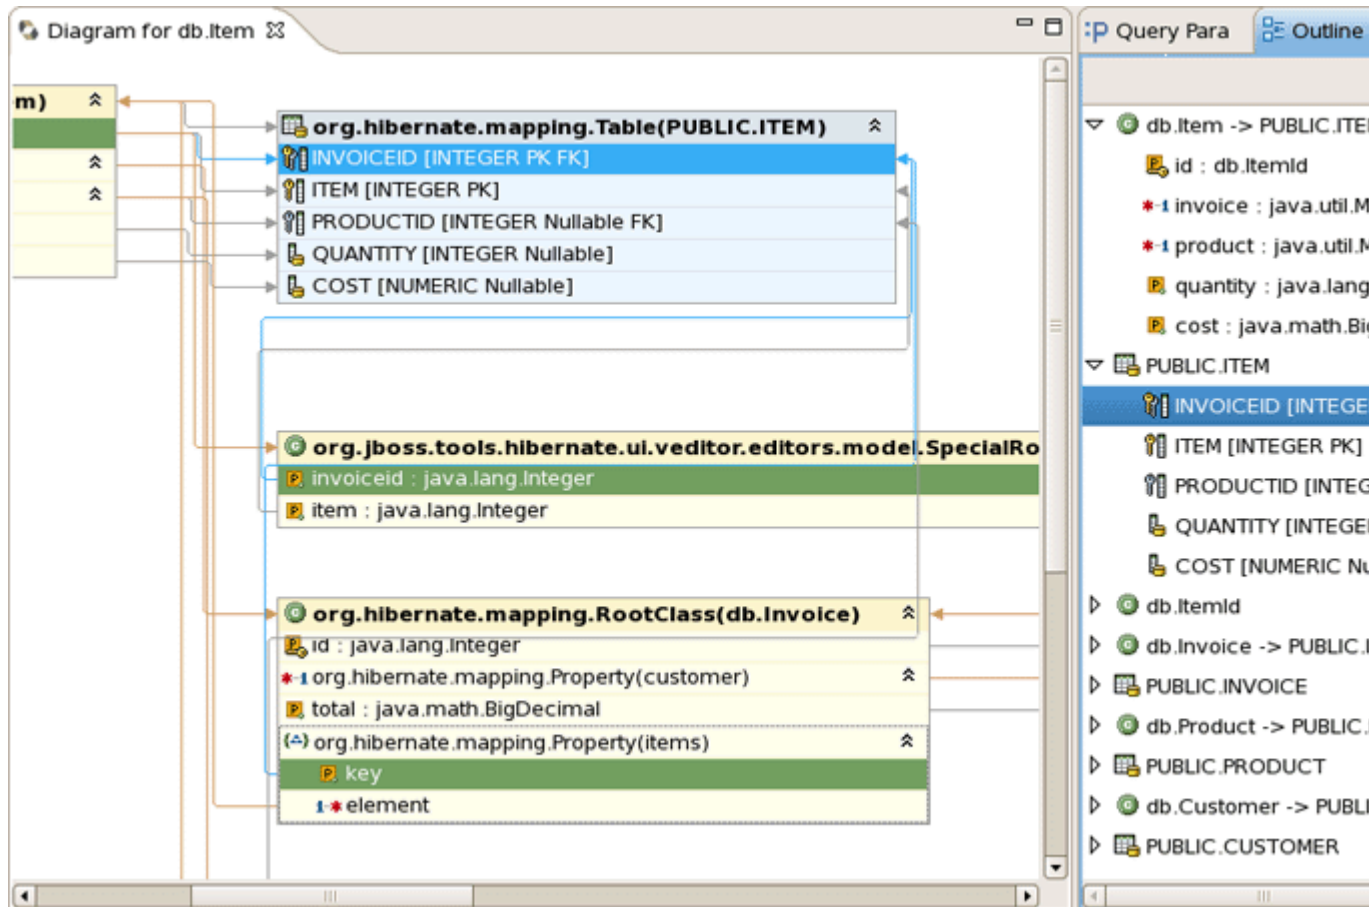 Diagram for db.Item
m)
org.hibernate.mapping.Table(PUBLIC.ITEM)
INVOICEID [INTEGER PK FK]
ITEM [INTEGER PK]
PRODUCTID [INTEGER Nullable FK]
QUANTITY [INTEGER Nullable]
COST [NUMERIC Nullable]
org.jboss.tools.hibernate.ui.veditor.editors.model.SpecialRo
invoiceid : java.lang.Integer
item : java.lang.Integer
org.hibernate.mapping.RootClass(db.Invoice)
id : java.lang.Integer
org.hibernate.mapping.Property(customer)
total : java.math.BigDecimal
org.hibernate.mapping.Property(items)
key
element
Query Para
Outline
db.Item -> PUBLIC.ITE
id : db.ItemId
invoice : java.util.M
product : java.util.M
quantity : java.lang
cost : java.math.Bi
PUBLIC.ITEM
INVOICEID [INTEGE
ITEM [INTEGER PK]
PRODUCTID [INTEG
QUANTITY [INTEGE
COST [NUMERIC Nu
db.ItemId
db.Invoice -> PUBLIC.I
PUBLIC.INVOICE
db.Product -> PUBLIC.
PUBLIC.PRODUCT
db.Customer -> PUBL
PUBLIC.CUSTOMER